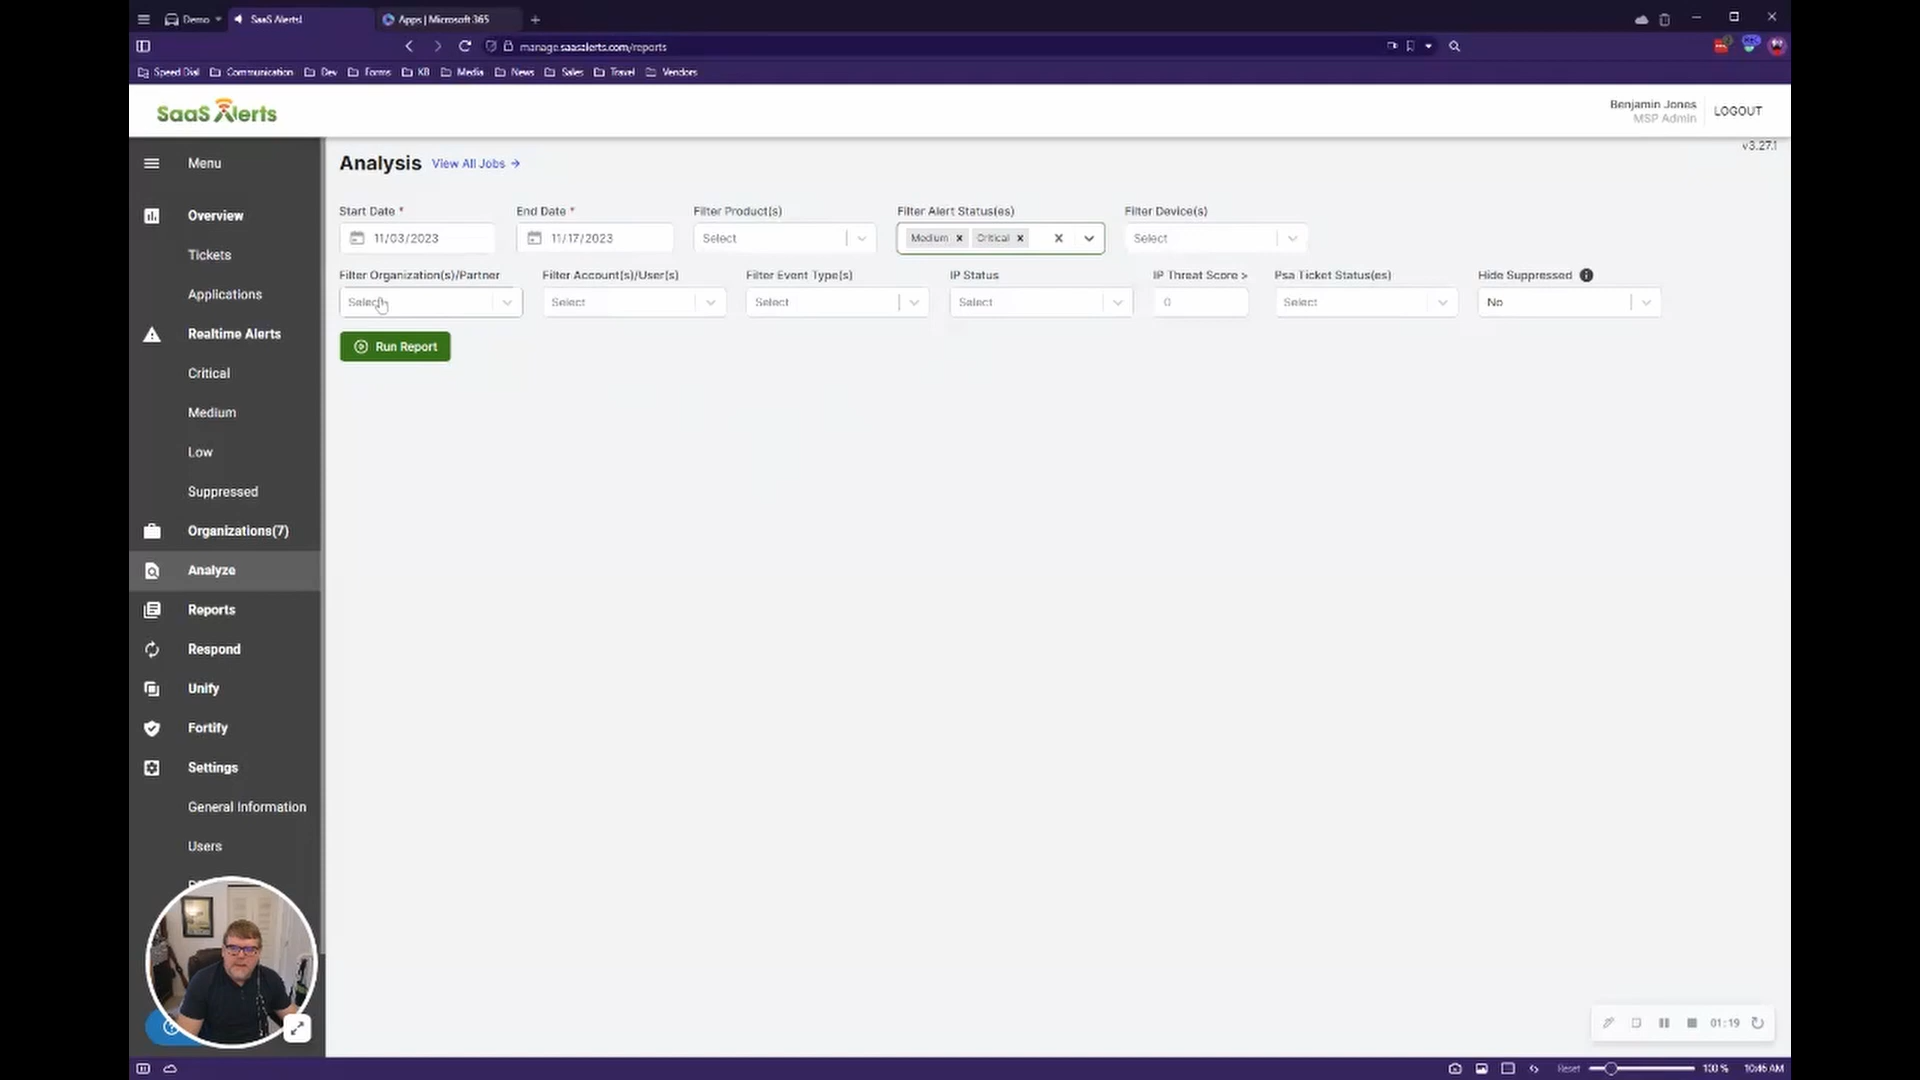 Demo
SaaS Alerts!
Apps | Microsoft 365
manage.saasalerts.com/reports
Speed Dial
Communication
Dev
Forms
KB
Media
News
Sales
Travel
Vendors
SaaS Alerts
Benjamin Jones
MSP Admin
LOGOUT
v3.27.1
Menu
Overview
Tickets
Applications
Realtime Alerts
Critical
Medium
Low
Suppressed
Organizations(7)
Analyze
Reports
Respond
Unify
Fortify
Settings
General Information
Users
Analysis
View All Jobs →
Start Date *
11/03/2023
End Date *
11/17/2023
Filter Product(s)
Select
Filter Alert Status(es)
Medium
Critical
Filter Device(s)
Select
Filter Organization(s)/Partner
Select
Filter Account(s)/User(s)
Select
Filter Event Type(s)
Select
IP Status
Select
IP Threat Score >
0
Psa Ticket Status(es)
Select
Hide Suppressed
No
Run Report
01:19
Reset
100 %
10:46 AM